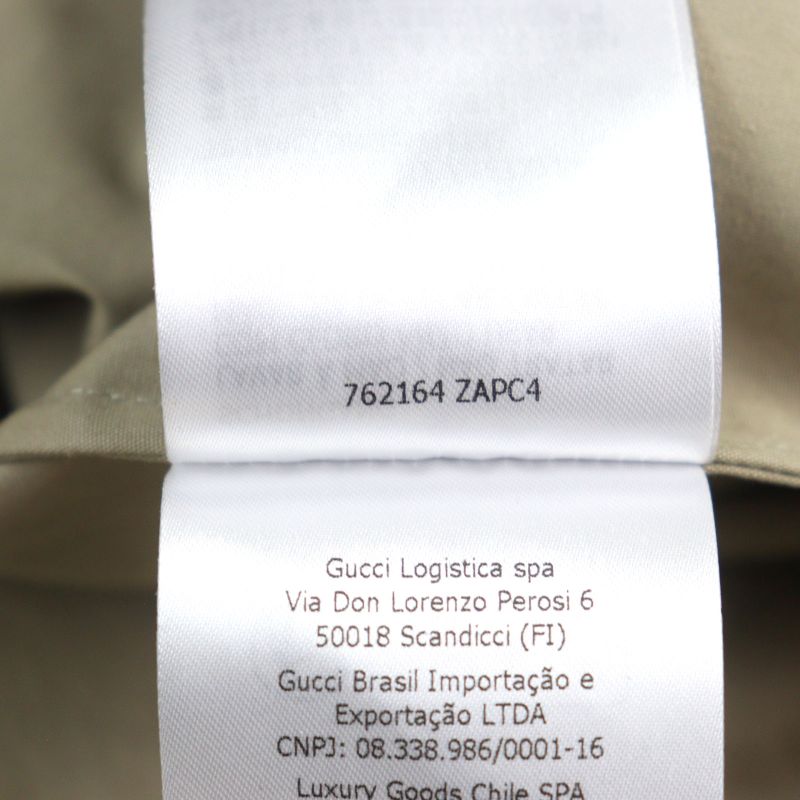 762164 ZAPC4
Gucci Logistica spa
Via Don Lorenzo Perosi 6
50018 Scandicci (FI)
Gucci Brasil Importação e
Exportação LTDA
CNPJ: 08.338.986/0001-16
Luxury Goods Chile SPA